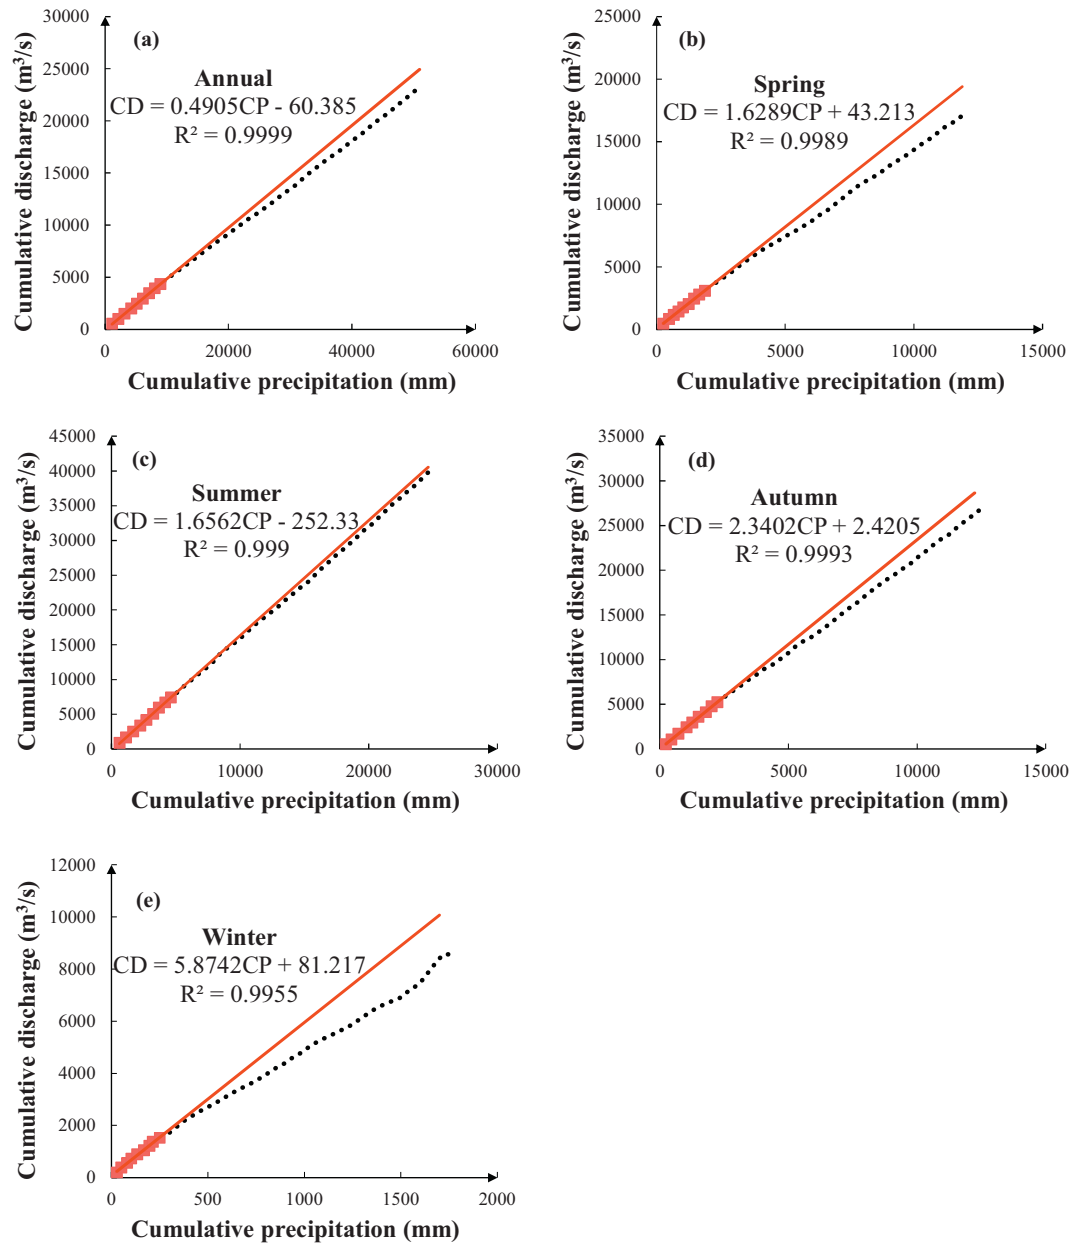 (a)
Annual
CD = 0.4905CP - 60.385
R² = 0.9999
Cumulative discharge (m³/s)
30000
25000
20000
15000
10000
5000
0
0 20000 40000 60000
Cumulative precipitation (mm)
(b)
Spring
CD = 1.6289CP + 43.213
R² = 0.9989
Cumulative discharge (m³/s)
25000
20000
15000
10000
5000
0
0 5000 10000 15000
Cumulative precipitation (mm)
(c)
Summer
CD = 1.6562CP - 252.33
R² = 0.999
Cumulative discharge (m³/s)
45000
40000
35000
30000
25000
20000
15000
10000
5000
0
0 10000 20000 30000
Cumulative precipitation (mm)
(d)
Autumn
CD = 2.3402CP + 2.4205
R² = 0.9993
Cumulative discharge (m³/s)
35000
30000
25000
20000
15000
10000
5000
0
0 5000 10000 15000
Cumulative precipitation (mm)
(e)
Winter
CD = 5.8742CP + 81.217
R² = 0.9955
Cumulative discharge (m³/s)
12000
10000
8000
6000
4000
2000
0
0 500 1000 1500 2000
Cumulative precipitation (mm)